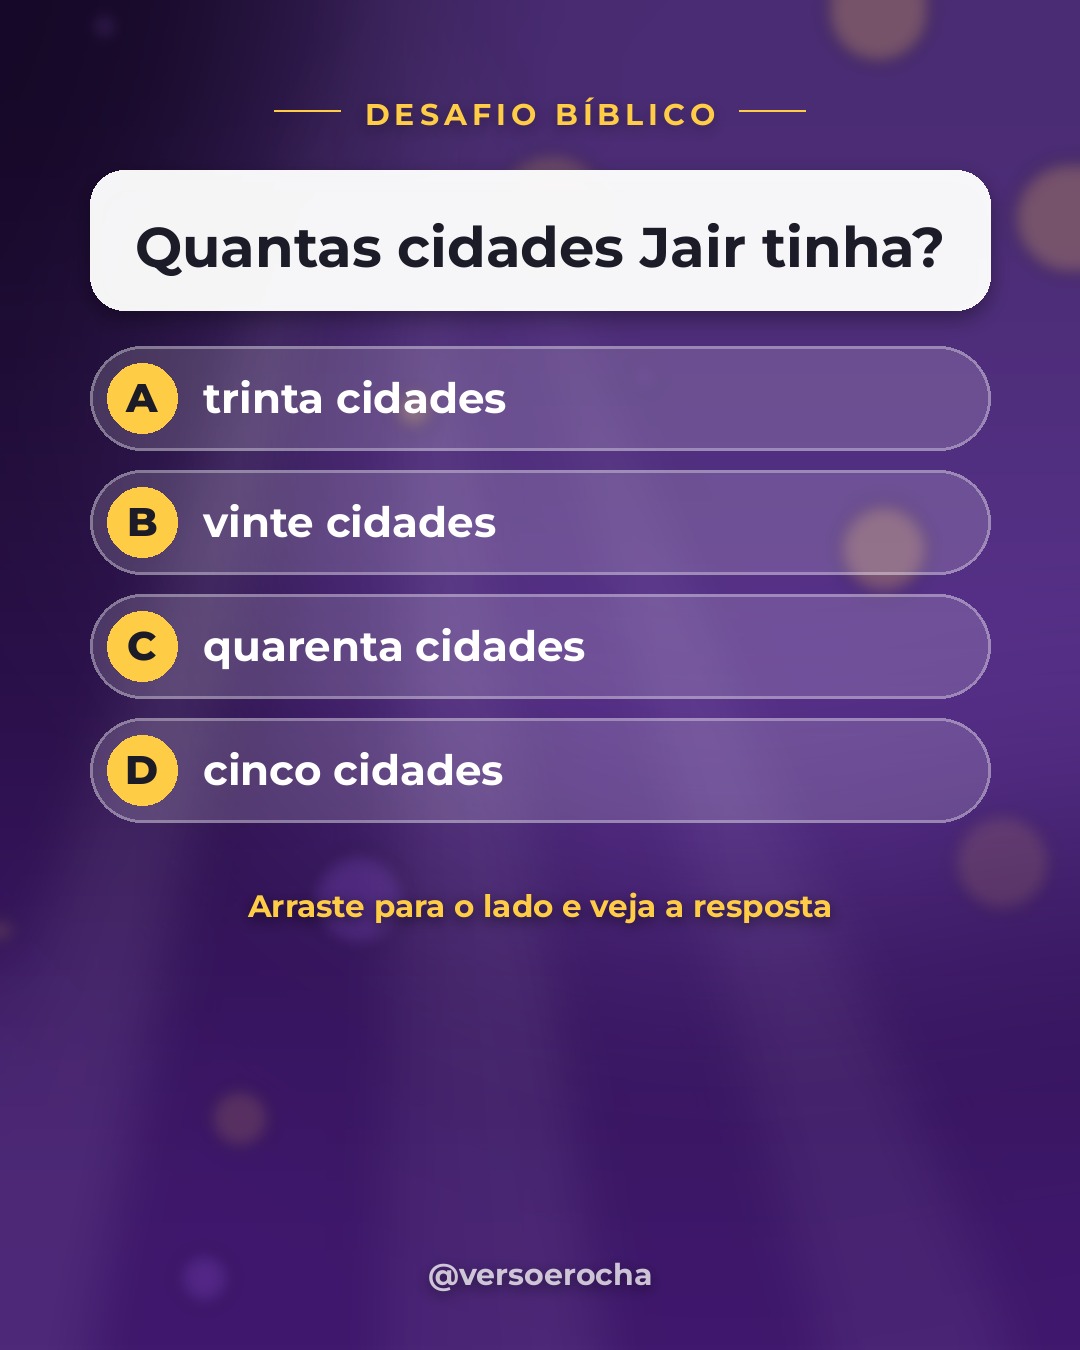 DESAFIO BÍBLICO
Quantas cidades Jair tinha?
A trinta cidades
B vinte cidades
C quarenta cidades
D cinco cidades
Arraste para o lado e veja a resposta
@versoerocha